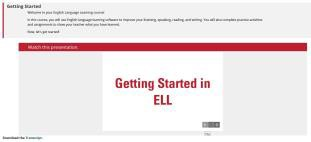 Getting Started
Welcome to your English Language Learning course!
In this course, you will use English language learning software to improve your listening, speaking, reading, and writing. You will also complete practice activities
and assignments to show your teacher what you have learned.
Now, let's get started!
Watch this presentation.
Getting Started in
ELL
Download the Transcript